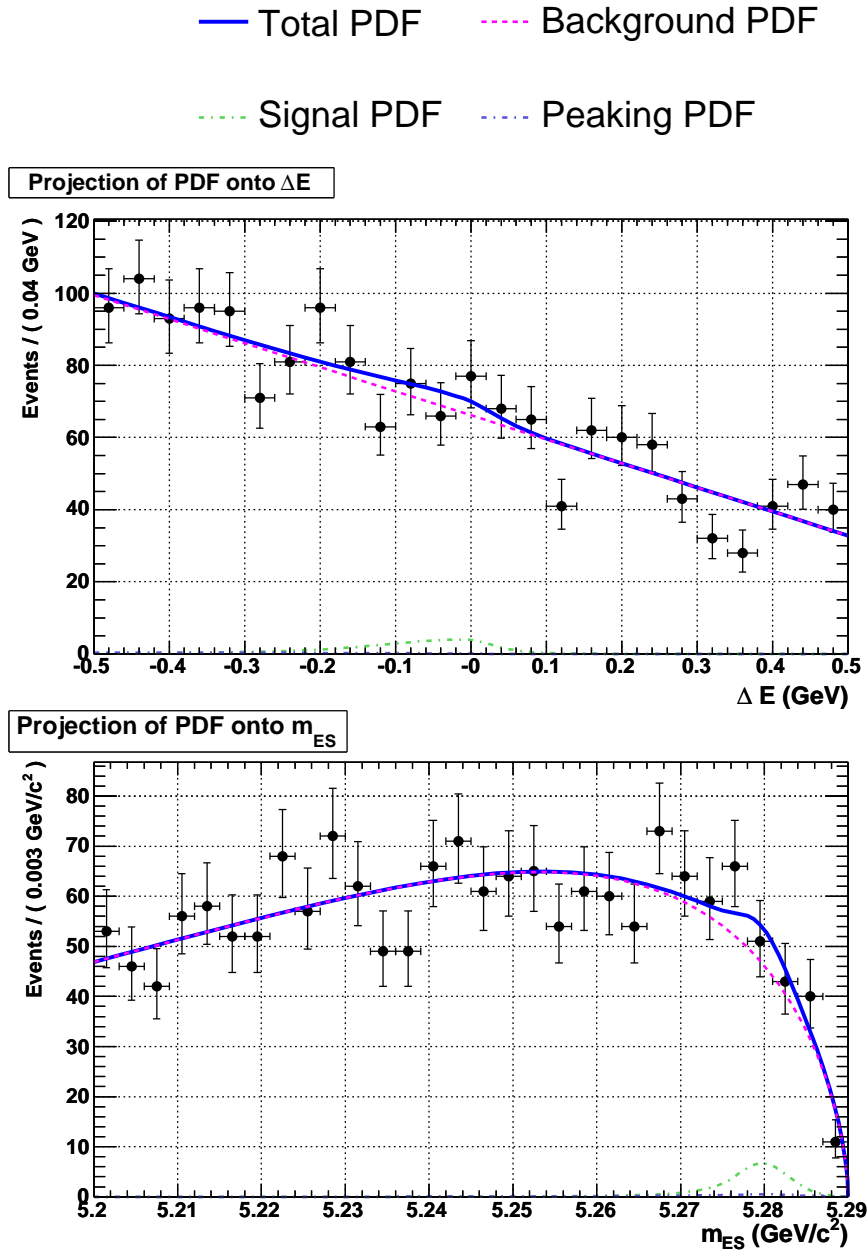 Total PDF Background PDF
Signal PDF Peaking PDF
Projection of PDF onto ΔE
Events / ( 0.04 GeV )
120
100
80
60
40
20
0
-0.5 -0.4 -0.3 -0.2 -0.1 -0 0.1 0.2 0.3 0.4 0.5
Δ E (GeV)
Projection of PDF onto m_ES
Events / ( 0.003 GeV/c² )
80
70
60
50
40
30
20
10
0
5.2 5.21 5.22 5.23 5.24 5.25 5.26 5.27 5.28 5.29
m_ES (GeV/c²)